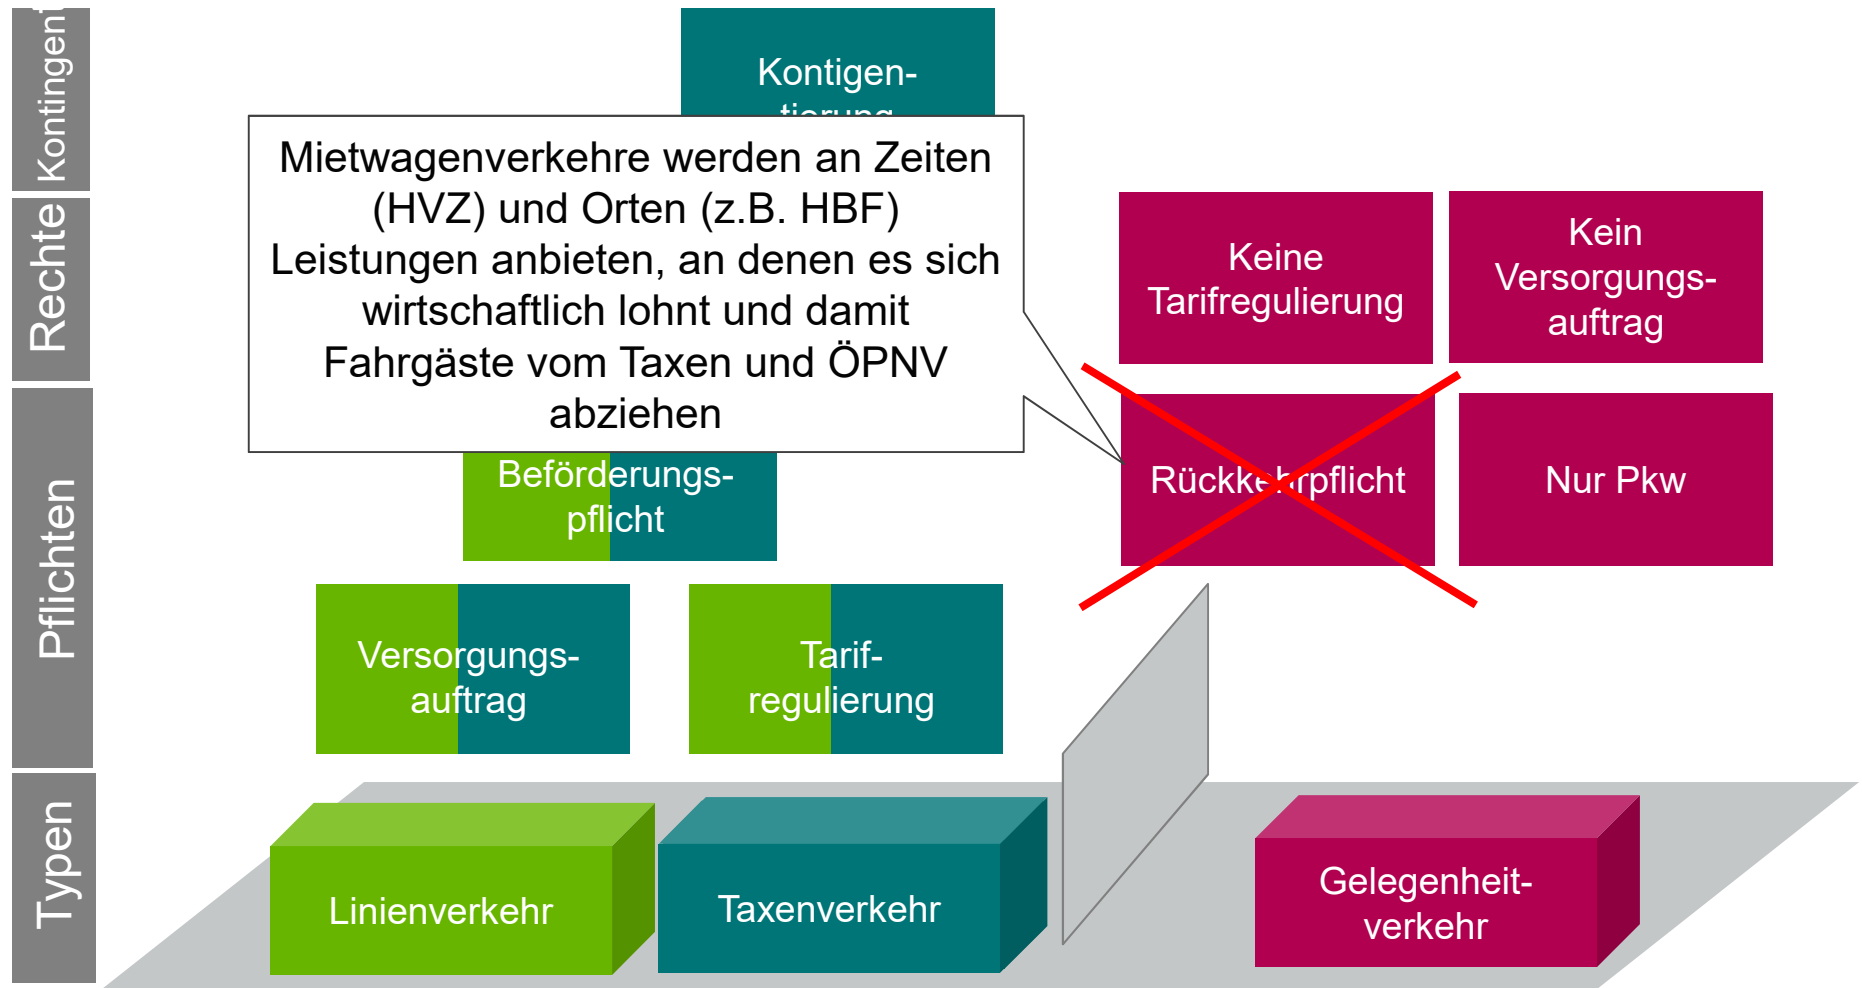 Kontingent
Kontigen-
tierung
Mietwagenverkehre werden an Zeiten
(HVZ) und Orten (z.B. HBF)
Leistungen anbieten, an denen es sich
wirtschaftlich lohnt und damit
Fahrgäste vom Taxen und ÖPNV
abziehen
Rechte
Keine
Tarifregulierung
Kein
Versorgungs-
auftrag
Pflichten
Beförderungs-
pflicht
Rückkehrpflicht
Nur Pkw
Versorgungs-
auftrag
Tarif-
regulierung
Typen
Linienverkehr
Taxenverkehr
Gelegenheit-
verkehr